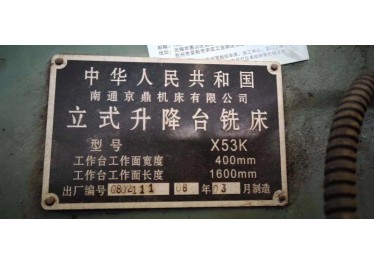 中华人民共和国
南通京鼎机床有限公司
立式升降台铣床
型号 X53K
工作台工作面宽度 400mm
工作台工作面长度 1600mm
出厂编号 08 年 03 月制造